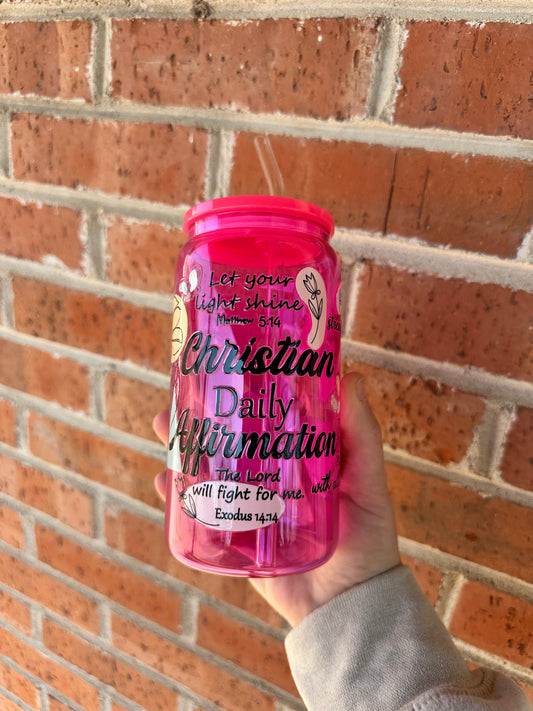 Let your
light shine
Matthew 5:14
Christian
Daily
Affirmation
The Lord
will fight for me.
Exodus 14:14
with